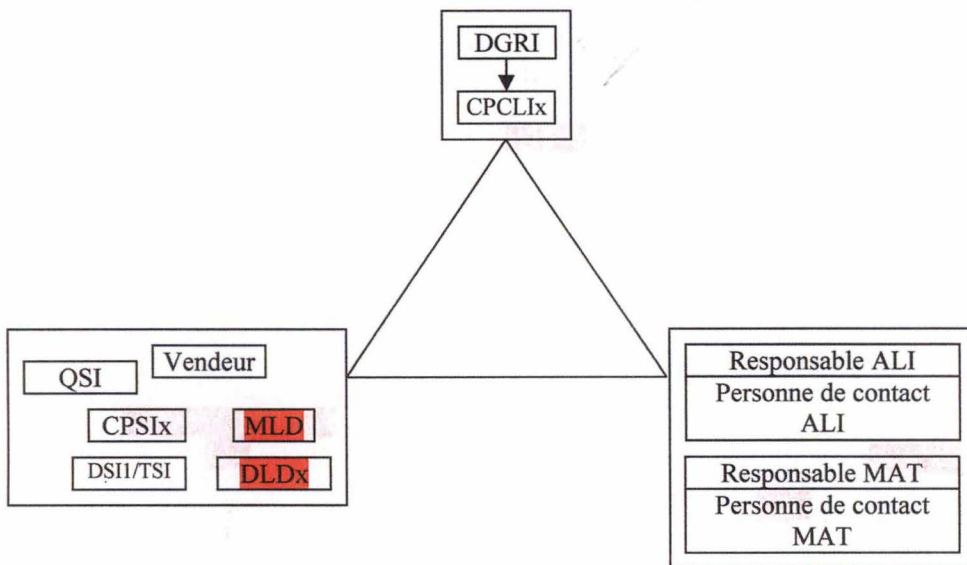 DGRI
CPCLIx
Vendeur
QSI
CPSIx
MLD
DSI1/TSI
DLDx
Responsable ALI
Personne de contact
ALI
Responsable MAT
Personne de contact
MAT